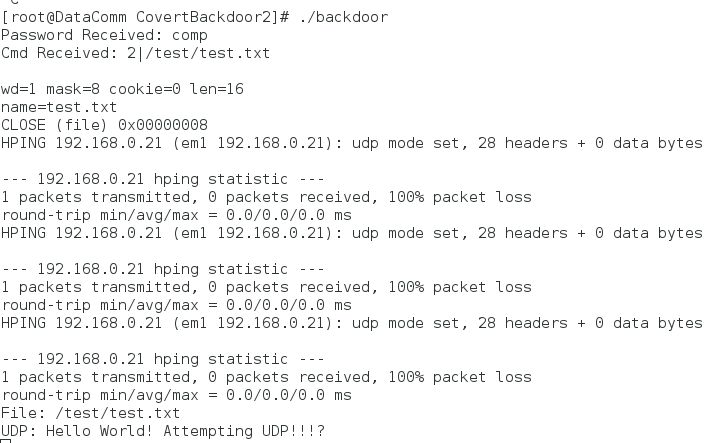 [root@DataComm CovertBackdoor2]# ./backdoor
Password Received: comp
Cmd Received: 2|/test/test.txt
wd=1 mask=8 cookie=0 len=16
name=test.txt
CLOSE (file) 0x00000008
HPING 192.168.0.21 (em1 192.168.0.21): udp mode set, 28 headers + 0 data bytes
--- 192.168.0.21 hping statistic ---
1 packets transmitted, 0 packets received, 100% packet loss
round-trip min/avg/max = 0.0/0.0/0.0 ms
HPING 192.168.0.21 (em1 192.168.0.21): udp mode set, 28 headers + 0 data bytes
--- 192.168.0.21 hping statistic ---
1 packets transmitted, 0 packets received, 100% packet loss
round-trip min/avg/max = 0.0/0.0/0.0 ms
HPING 192.168.0.21 (em1 192.168.0.21): udp mode set, 28 headers + 0 data bytes
--- 192.168.0.21 hping statistic ---
1 packets transmitted, 0 packets received, 100% packet loss
round-trip min/avg/max = 0.0/0.0/0.0 ms
File: /test/test.txt
UDP: Hello World! Attempting UDP!!!?